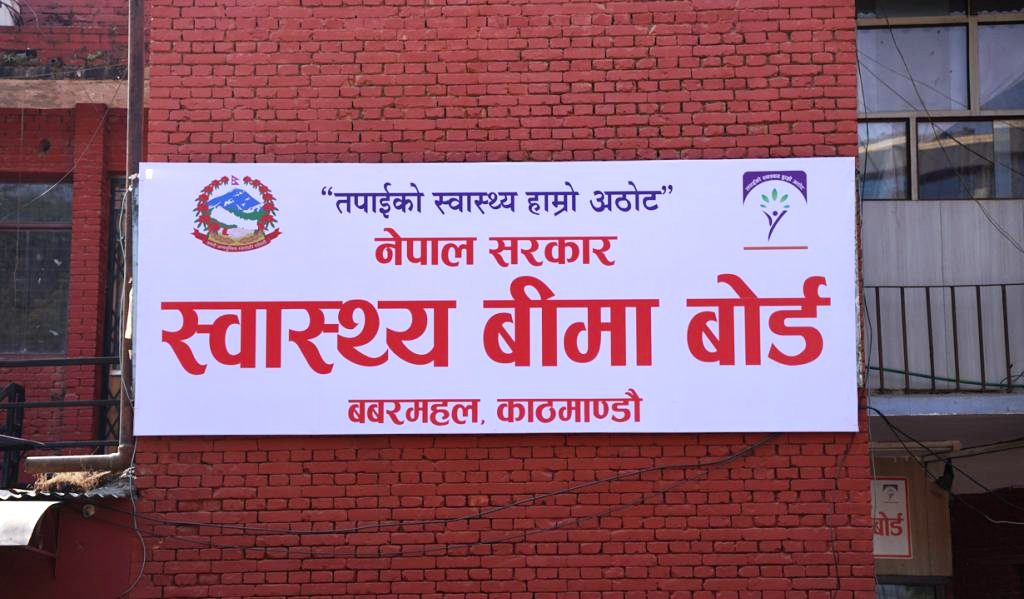 “तपाईको स्वास्थ्य हाम्रो अठोट”
नेपाल सरकार
स्वास्थ्य बीमा बोर्ड
बबरमहल, काठमाण्डौ
बोर्ड